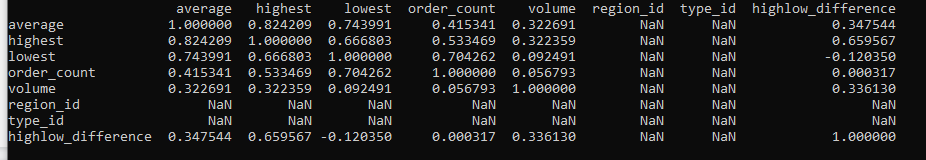 average highest lowest order_count volume region_id type_id highlow_difference
average 1.000000 0.824209 0.743991 0.415341 0.322691 NaN NaN 0.347544
highest 0.824209 1.000000 0.666803 0.533469 0.322359 NaN NaN 0.659567
lowest 0.743991 0.666803 1.000000 0.704262 0.092491 NaN NaN -0.120350
order_count 0.415341 0.533469 0.704262 1.000000 0.056793 NaN NaN 0.000317
volume 0.322691 0.322359 0.092491 0.056793 1.000000 NaN NaN 0.336130
region_id NaN NaN NaN NaN NaN NaN NaN NaN
type_id NaN NaN NaN NaN NaN NaN NaN NaN
highlow_difference 0.347544 0.659567 -0.120350 0.000317 0.336130 NaN NaN 1.000000